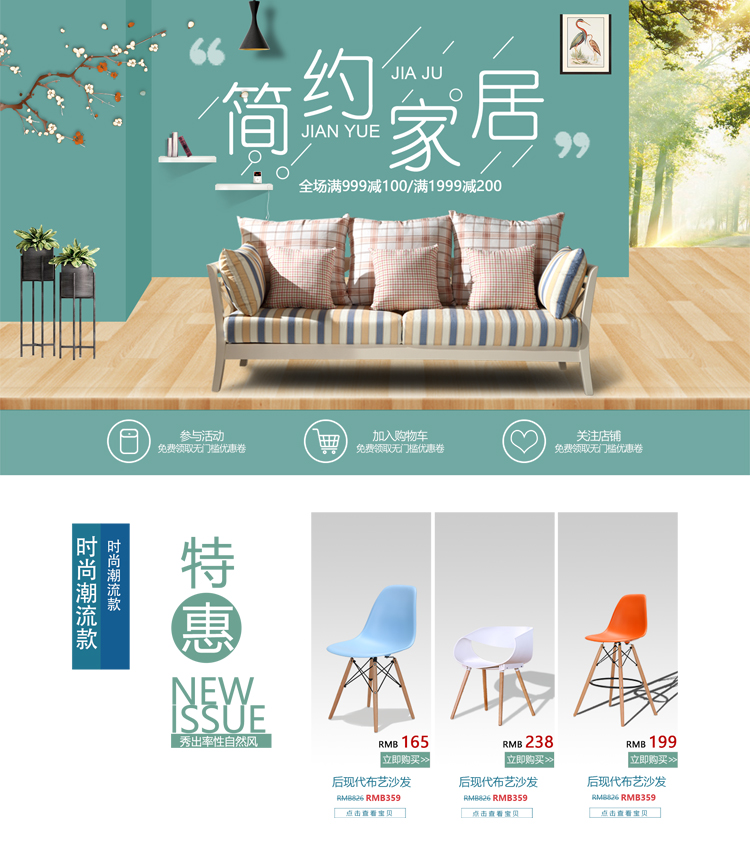 简约家居
JIAN YUE
JIA JU
全场满999减100/满1999减200
参与活动
免费领取无门槛优惠卷
加入购物车
免费领取无门槛优惠卷
关注店铺
免费领取无门槛优惠卷
时尚潮流款
时尚潮流款
特
惠
NEW
ISSUE
秀出率性自然风
RMB 165
立即购买>>
后现代布艺沙发
RMB826 RMB359
点击查看宝贝
RMB 238
立即购买>>
后现代布艺沙发
RMB826 RMB359
点击查看宝贝
RMB 199
立即购买>>
后现代布艺沙发
RMB826 RMB359
点击查看宝贝